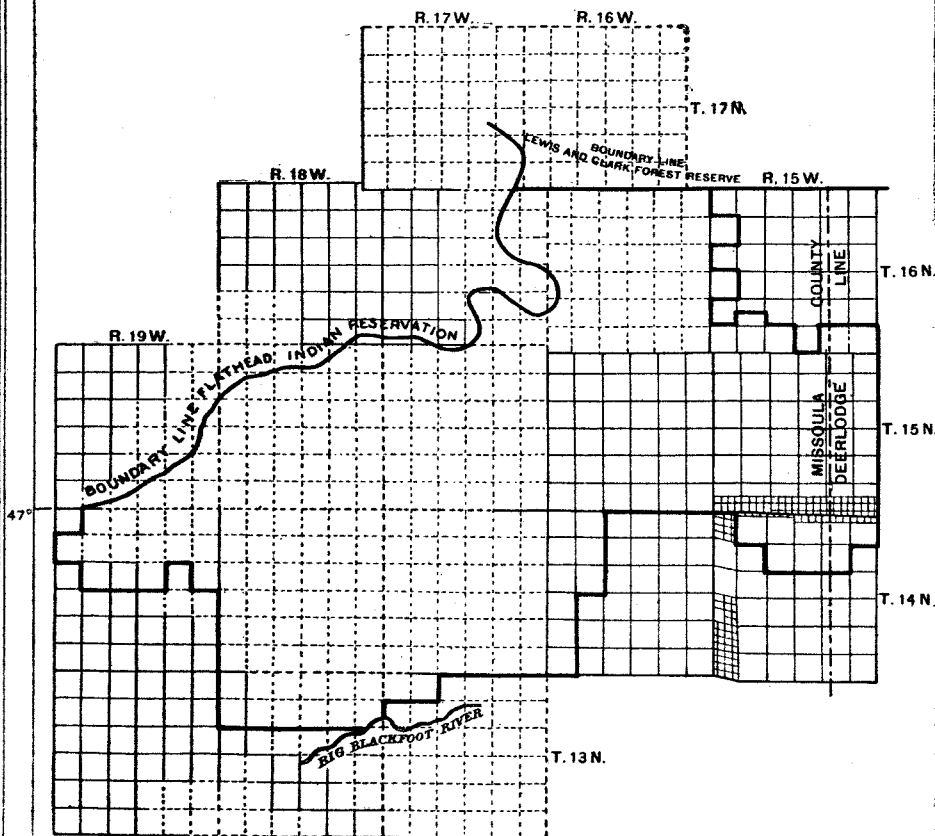 R. 17 W. R. 16 W.
T. 17 N.
BOUNDARY LINE
LEWIS AND CLARK FOREST RESERVE
R. 18 W.
R. 15 W.
COUNTY LINE
T. 16 N.
R. 19 W.
BOUNDARY LINE FLATHEAD INDIAN RESERVATION
MISSOULA
DEERLODGE
T. 15 N.
47°
T. 14 N.
BIG BLACKFOOT RIVER
T. 13 N.